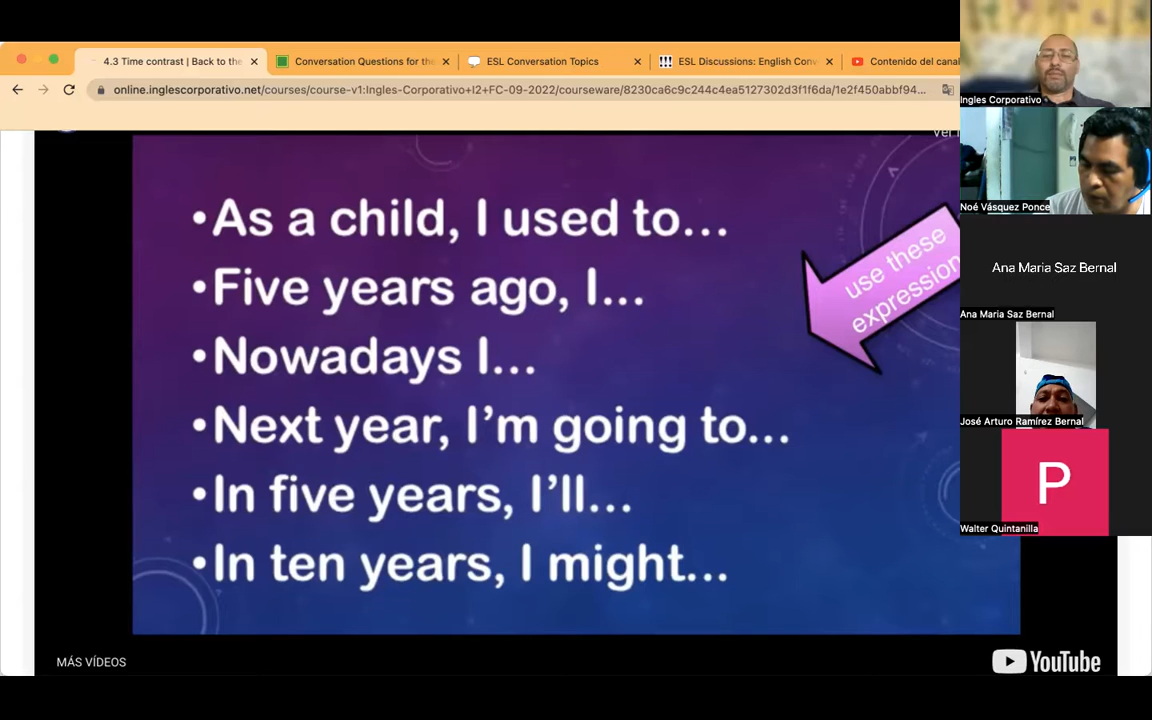 4.3 Time contrast | Back to the
Conversation Questions for the
ESL Conversation Topics
ESL Discussions: English Conv
Contenido del canal
online.inglescorporativo.net/courses/course-v1:Ingles-Corporativo+I2+FC-09-2022/courseware/8230ca6c9c244c4ea5127302d3f1f6da/1e2f450abbf94...
•As a child, I used to...
•Five years ago, I...
•Nowadays I...
•Next year, I'm going to...
•In five years, I'll...
•In ten years, I might...
use these
expression
MÁS VÍDEOS
YouTube
Ingles Corporativo
Noé Vásquez Ponce
Ana Maria Saz Bernal
Ana Maria Saz Bernal
José Arturo Ramírez Bernal
P
Walter Quintanilla